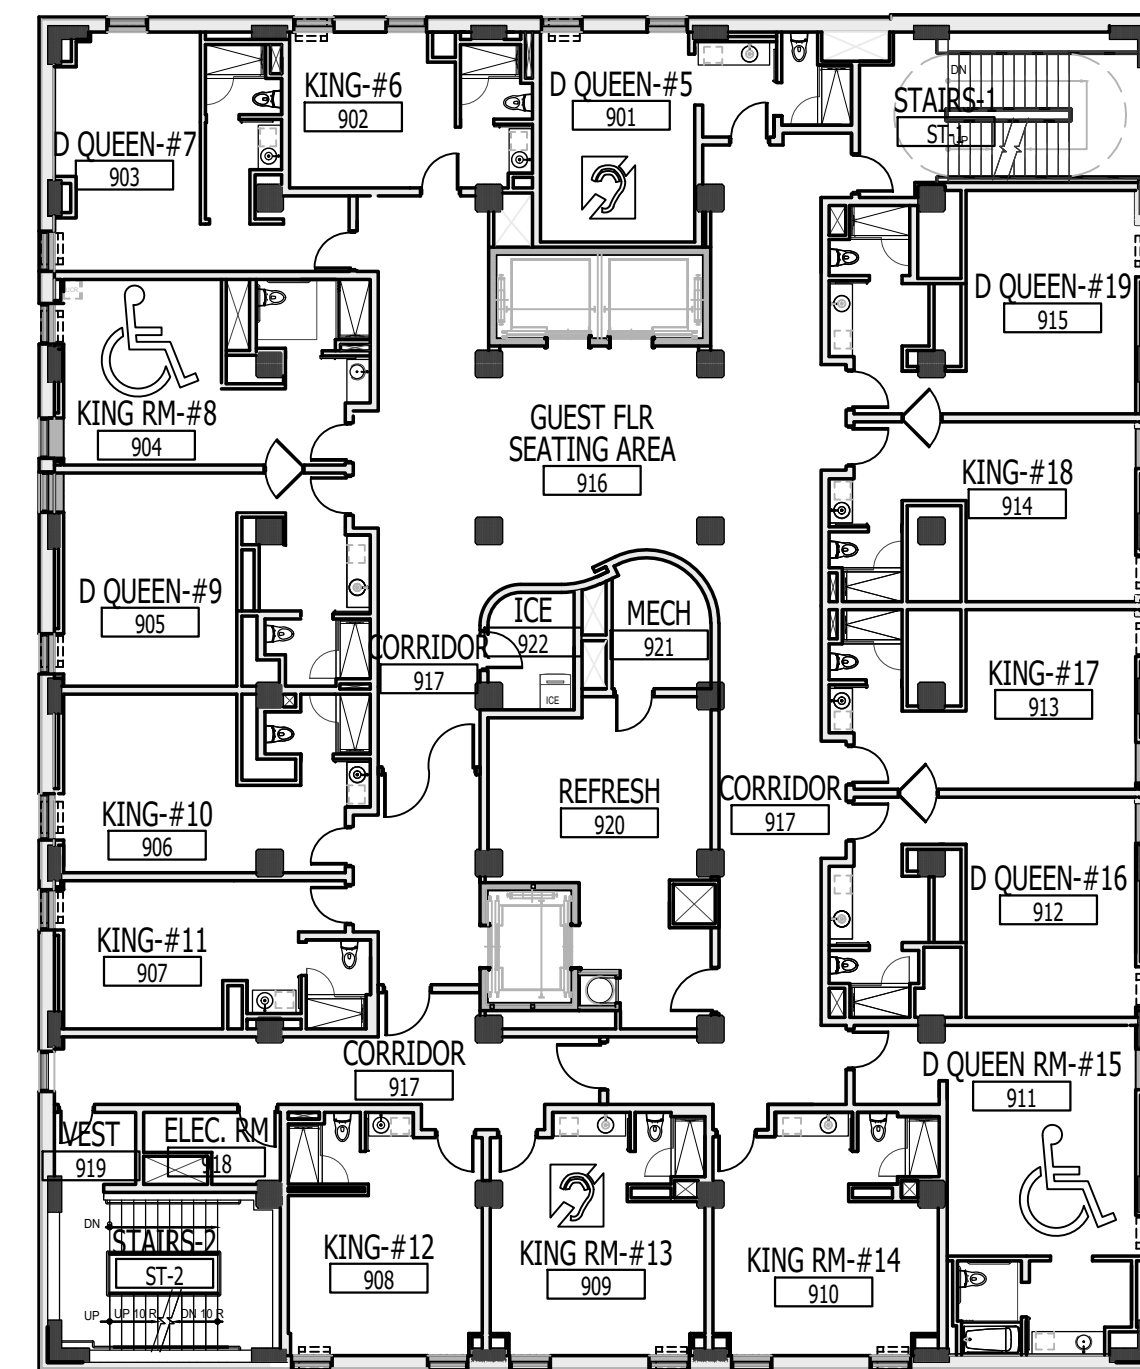 KING-#6
902
D QUEEN-#5
901
DN
STAIRS-1
ST-1
UP
D QUEEN-#7
903
D QUEEN-#19
915
KING RM-#8
904
GUEST FLR
SEATING AREA
916
KING-#18
914
D QUEEN-#9
905
ICE
922
MECH
921
CORRIDOR
917
ICE
KING-#17
913
KING-#10
906
REFRESH
920
CORRIDOR
917
D QUEEN-#16
912
KING-#11
907
CORRIDOR
917
D QUEEN RM-#15
911
VEST
919
ELEC. RM
918
DN
STAIRS-2
ST-2
UP
UP 10 R
DN 10 R
KING-#12
908
KING RM-#13
909
KING RM-#14
910